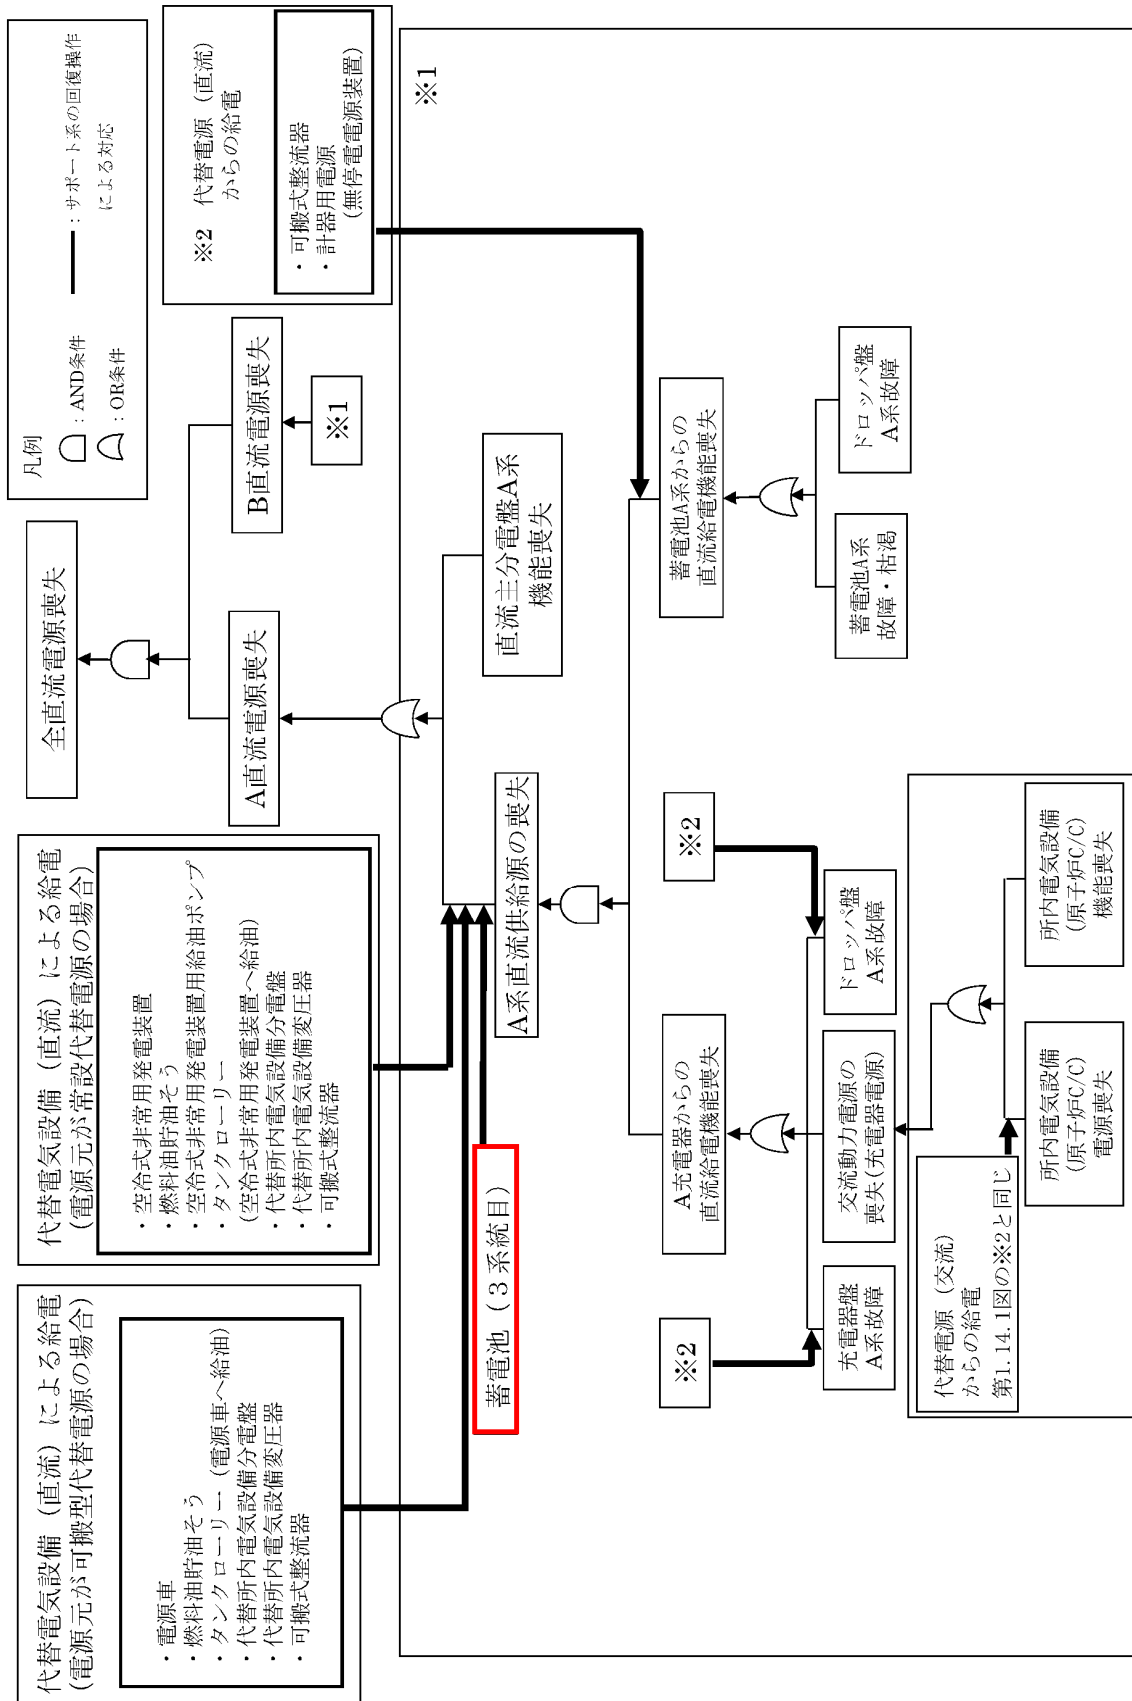 代替電気設備（直流）による給電
(電源元が可搬型代替電源の場合)
・電源車
・燃料油貯油そう
・タンクローリー（電源車へ給油）
・代替所内電気設備分電盤
・代替所内電気設備変圧器
・可搬式整流器
代替電気設備（直流）による給電
(電源元が常設代替電源の場合)
・空冷式非常用発電装置
・燃料油貯油そう
・空冷式非常用発電装置用給油ポンプ
・タンクローリー
(空冷式非常用発電装置へ給油)
・代替所内電気設備分電盤
・代替所内電気設備変圧器
・可搬式整流器
蓄電池（３系統目）
全直流電源喪失
A直流電源喪失
B直流電源喪失
※1
凡例
：AND条件
：OR条件
：サポート系の回復操作
による対応
※2　代替電源（直流）
からの給電
・可搬式整流器
・計器用電源
(無停電電源装置)
※1
A系直流供給源の喪失
直流主分電盤A系
機能喪失
※2
※2
A充電器からの
直流給電機能喪失
蓄電池A系からの
直流給電機能喪失
充電器盤
A系故障
交流動力電源の
喪失(充電器電源)
ドロッパ盤
A系故障
蓄電池A系
故障・枯渇
ドロッパ盤
A系故障
代替電源（交流）
からの給電
第1.14.1図の※2と同じ
所内電気設備
(原子炉C/C)
電源喪失
所内電気設備
(原子炉C/C)
機能喪失